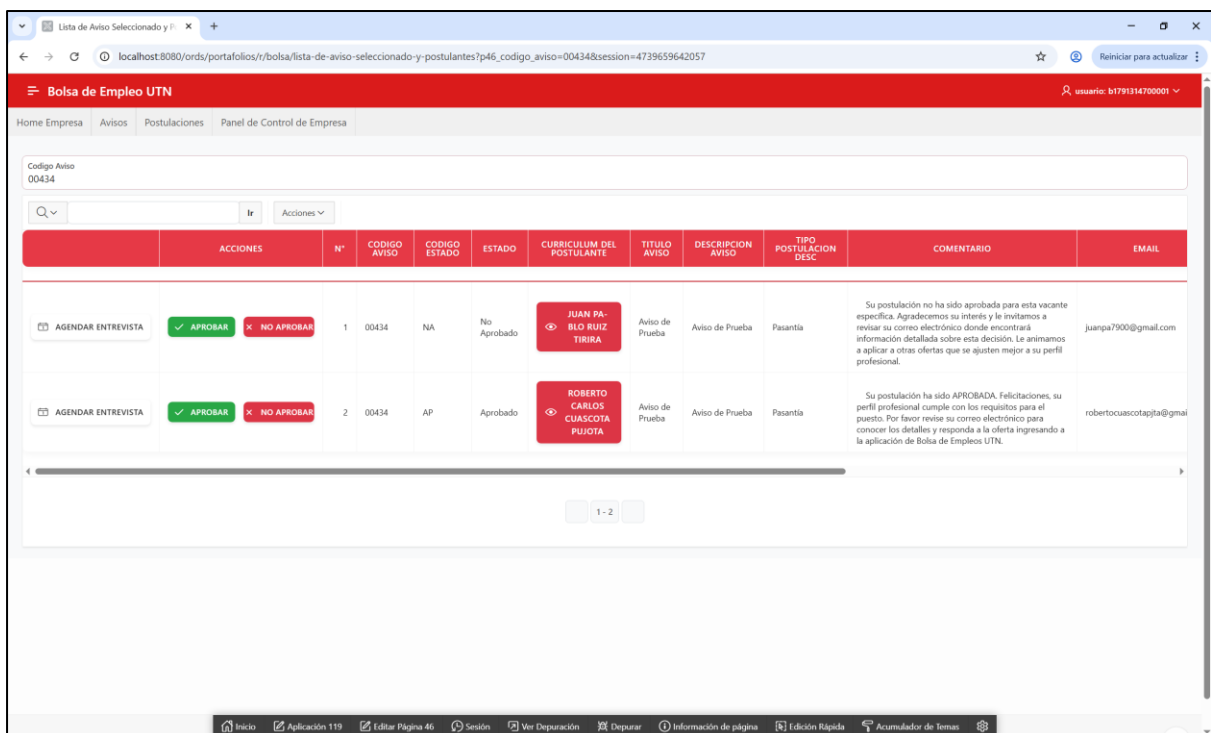 Lista de Aviso Seleccionado y P
localhost:8080/ords/portafolios/r/bolsa/lista-de-aviso-seleccionado-y-postulantes?p46_codigo_aviso=00434&session=4739659642057
Reiniciar para actualizar
Bolsa de Empleo UTN
usuario: b1791314700001
Home Empresa Avisos Postulaciones Panel de Control de Empresa
Codigo Aviso
00434
Ir Acciones
ACCIONES N° CODIGO AVISO CODIGO ESTADO ESTADO CURRICULUM DEL POSTULANTE TITULO AVISO DESCRIPCION AVISO TIPO POSTULACION DESC COMENTARIO EMAIL
AGENDAR ENTREVISTA APROBAR NO APROBAR 1 00434 NA
No
Aprobado
JUAN PA-
BLO RUIZ
TIRIRA
Aviso de
Prueba
Aviso de Prueba Pasantía
Su postulación no ha sido aprobada para esta vacante
específica. Agradecemos su interés y le invitamos a
revisar su correo electrónico donde encontrará
información detallada sobre esta decisión. Le animamos
a aplicar a otras ofertas que se ajusten mejor a su perfil
profesional.
juanpa7900@gmail.com
AGENDAR ENTREVISTA APROBAR NO APROBAR 2 00434 AP Aprobado
ROBERTO
CARLOS
CUASCOTA
PUJOTA
Aviso de
Prueba
Aviso de Prueba Pasantía
Su postulación ha sido APROBADA. Felicitaciones, su
perfil profesional cumple con los requisitos para el
puesto. Por favor revise su correo electrónico para
conocer los detalles y responda a la oferta ingresando a
la aplicación de Bolsa de Empleos UTN.
robertocuascotapjta@gmai
1 - 2
Inicio Aplicación 119 Editar Página 46 Sesión Ver Depuración Depurar Información de página Edición Rápida Acumulador de Temas